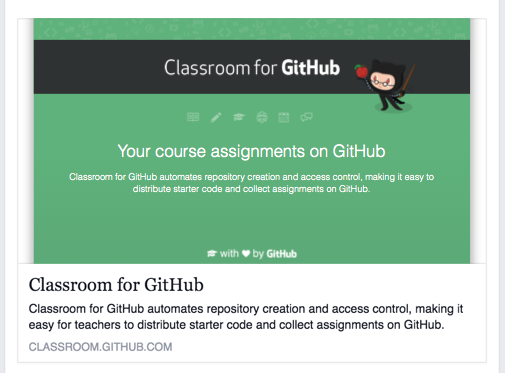 Classroom for GitHub
Your course assignments on GitHub
Classroom for GitHub automates repository creation and access control, making it easy to
distribute starter code and collect assignments on GitHub.
with by GitHub
Classroom for GitHub
Classroom for GitHub automates repository creation and access control, making it
easy for teachers to distribute starter code and collect assignments on GitHub.
CLASSROOM.GITHUB.COM